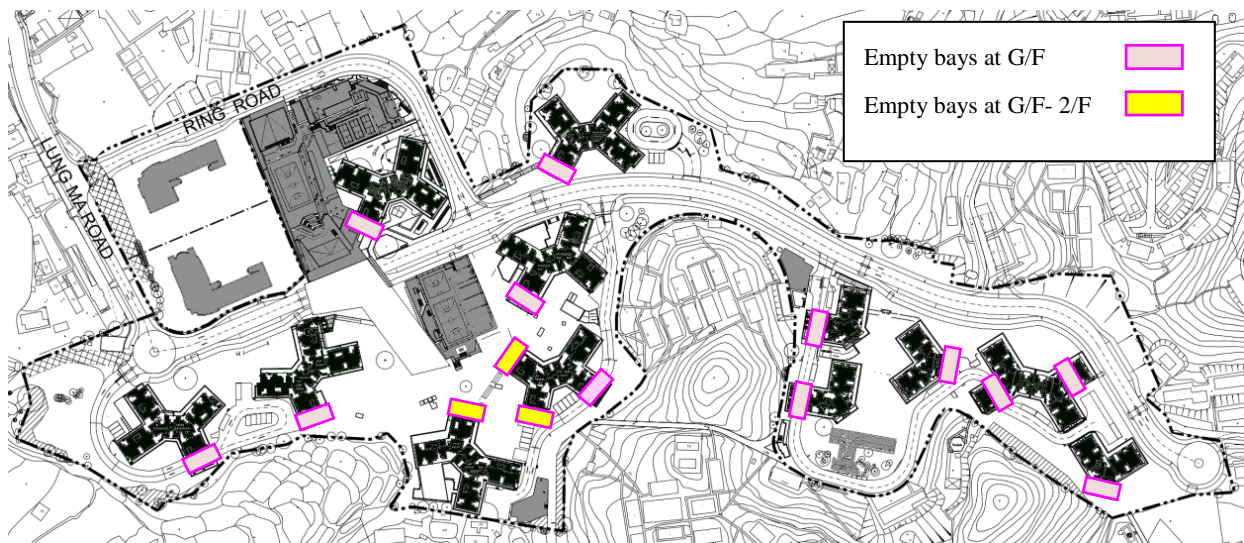 Empty bays at G/F
Empty bays at G/F- 2/F
RING ROAD
LUNG MA ROAD